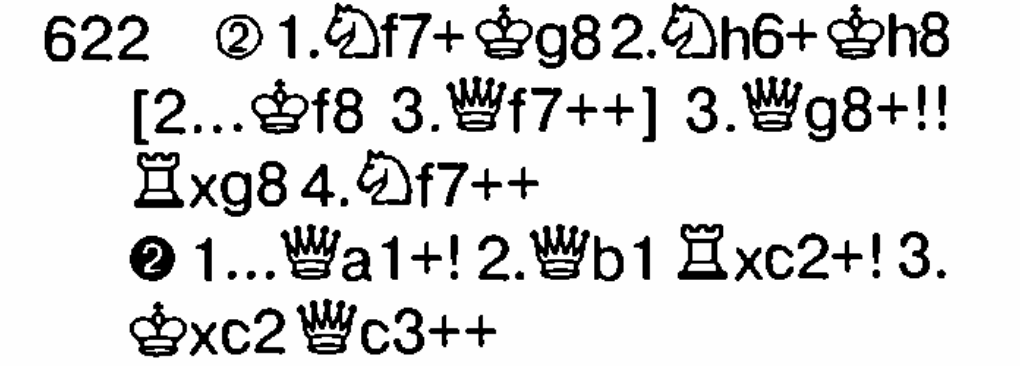 622 ② 1.♘f7+ ♔g8 2.♘h6+ ♔h8
[2...♔f8 3.♕f7++] 3.♕g8+!!
♖xg8 4.♘f7++
❷ 1...♕a1+! 2.♕b1 ♖xc2+! 3.
♔xc2 ♕c3++